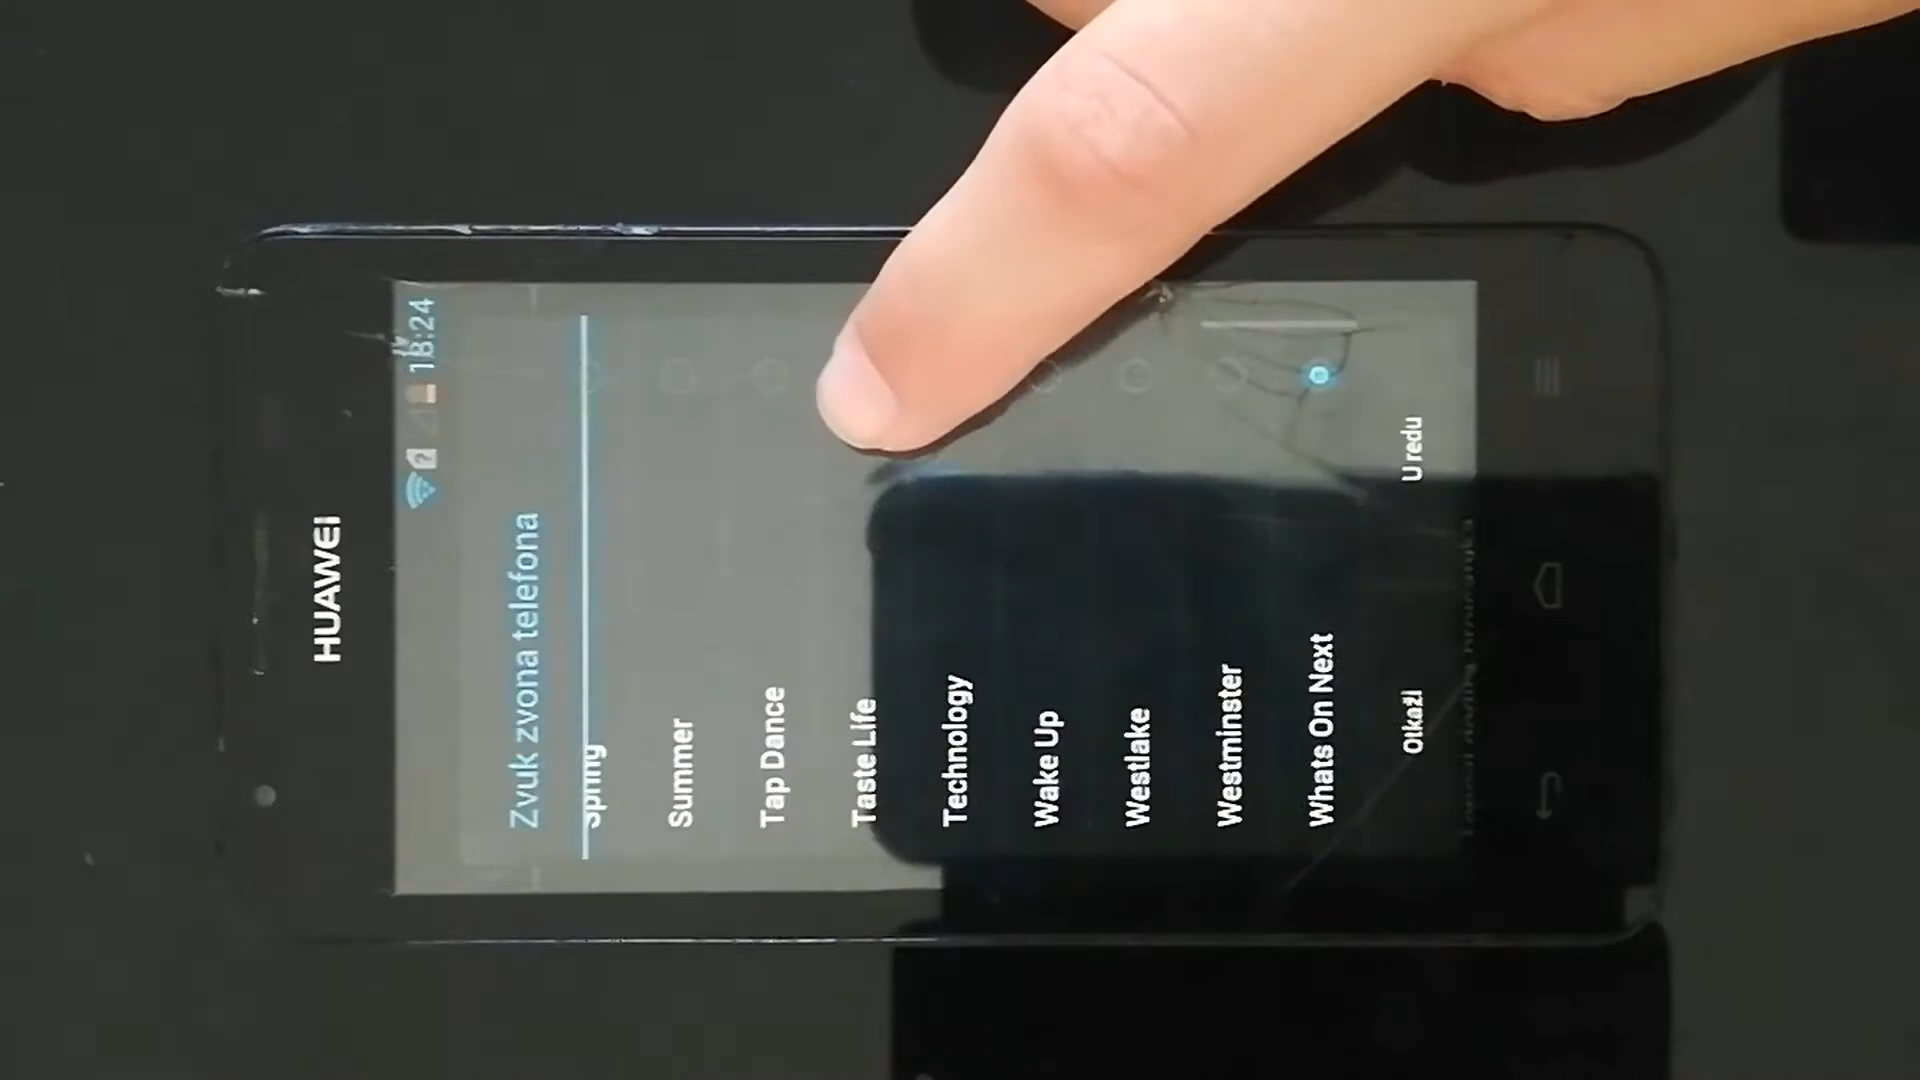 HUAWEI
18:24
Zvuk zvona telefona
Spring
Summer
Tap Dance
Taste Life
Technology
Wake Up
Westlake
Westminster
Whats On Next
Otkaži
U redu